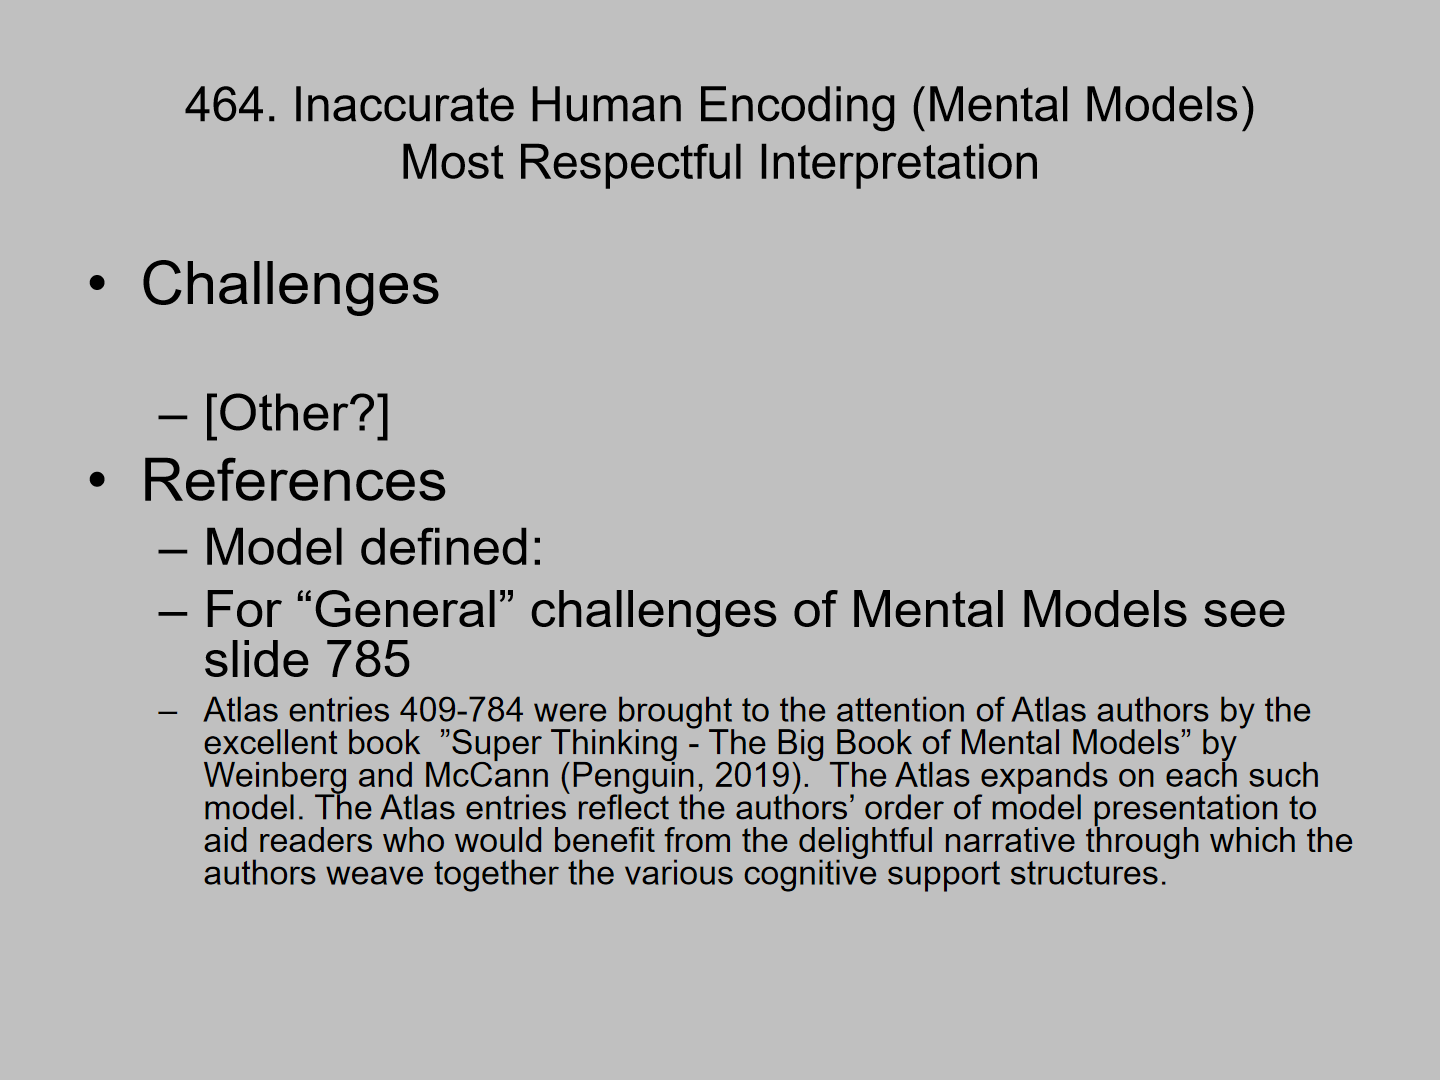 464. Inaccurate Human Encoding (Mental Models)
Most Respectful Interpretation
• Challenges
– [Other?]
• References
– Model defined:
– For “General” challenges of Mental Models see
slide 785
– Atlas entries 409-784 were brought to the attention of Atlas authors by the
excellent book  ”Super Thinking - The Big Book of Mental Models” by
Weinberg and McCann (Penguin, 2019).  The Atlas expands on each such
model. The Atlas entries reflect the authors’ order of model presentation to
aid readers who would benefit from the delightful narrative through which the
authors weave together the various cognitive support structures.